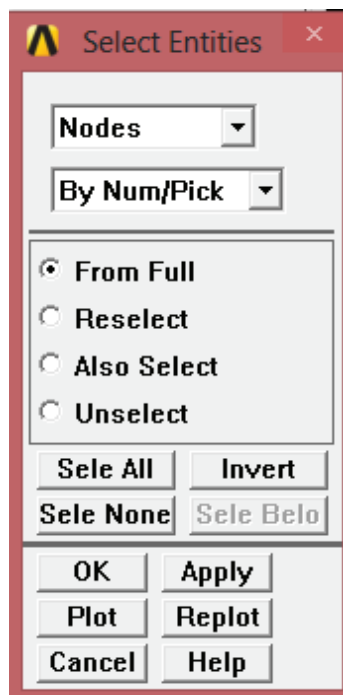 Select Entities
Nodes
By Num/Pick
From Full
Reselect
Also Select
Unselect
Sele All Invert
Sele None Sele Belo
OK Apply
Plot Replot
Cancel Help